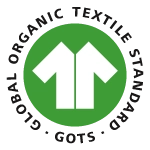 GLOBAL ORGANIC TEXTILE STANDARD
· GOTS ·